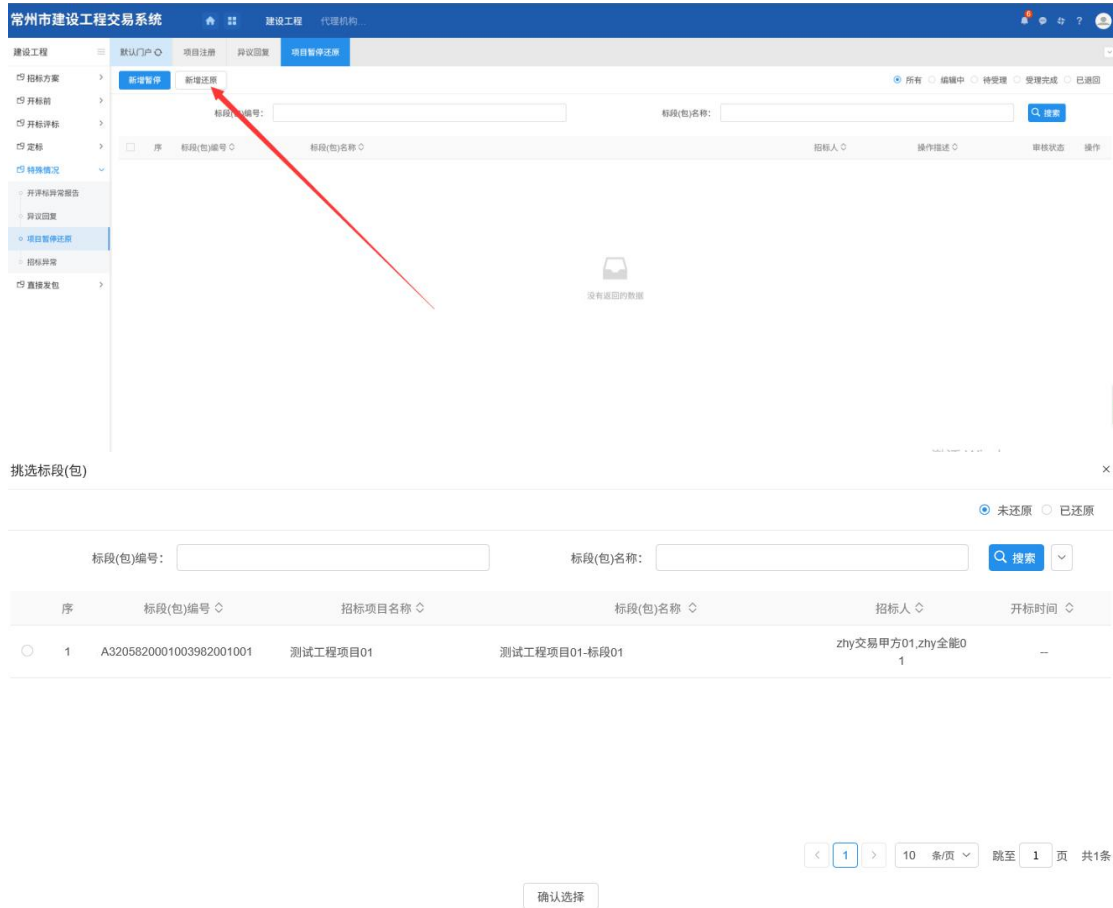 常州市建设工程交易系统 建设工程 代理机构... 6 ?
建设工程 默认门户 项目注册 异议回复 项目暂停还原
招标方案 新增暂停 新增还原 所有 编辑中 待受理 受理完成 已退回
开标前
标段(包)编号: 标段(包)名称: 搜索
开标评标
定标 序 标段(包)编号 标段(包)名称 招标人 操作描述 审核状态 操作
特殊情况
开评标异常报告
异议回复
项目暂停还原
招标异常
直接发包
没有返回的数据
挑选标段(包) ×
未还原 已还原
标段(包)编号: 标段(包)名称: 搜索
序 标段(包)编号 招标项目名称 标段(包)名称 招标人 开标时间
1 A3205820001003982001001 测试工程项目01 测试工程项目01-标段01 zhy交易甲方01,zhy全能0
1 --
< 1 > 10 条/页 跳至 1 页 共1条
确认选择